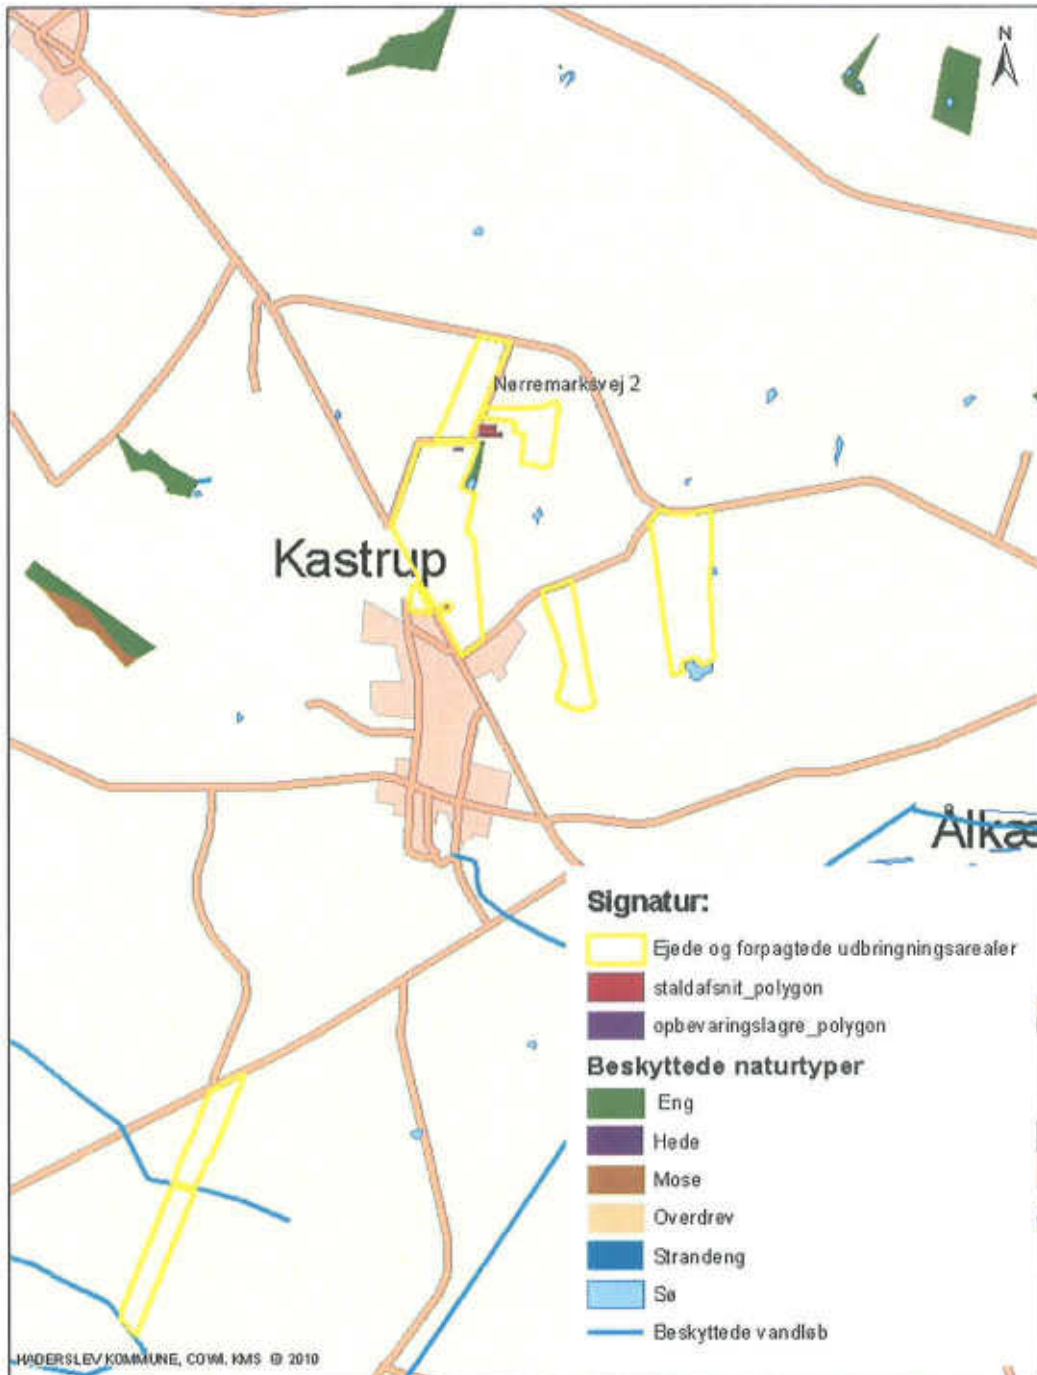 N
Nørremarksvej 2
Kastrup
Ålkæ
Signatur:
Ejede og forpagtede udbringningsarealer
staldafsnit_polygon
opbevaringslagre_polygon
Beskyttede naturtyper
Eng
Hede
Mose
Overdrev
Strandeng
Sø
Beskyttede vandløb
HADERSLEV KOMMUNE, COWI, KMS © 2010